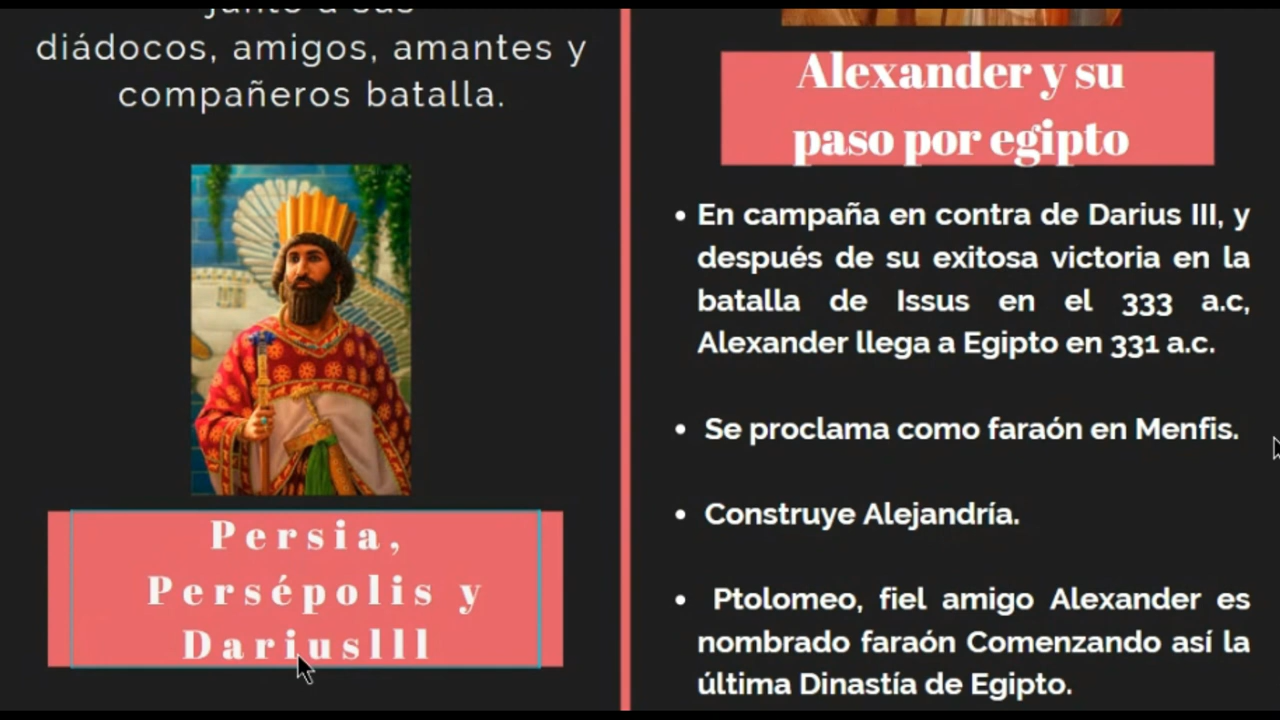 junto a sus
diádocos, amigos, amantes y
compañeros batalla.
Persia,
Persépolis y
Dariuslll
Alexander y su
paso por egipto
• En campaña en contra de Darius III, y
después de su exitosa victoria en la
batalla de Issus en el 333 a.c,
Alexander llega a Egipto en 331 a.c.
• Se proclama como faraón en Menfis.
• Construye Alejandría.
• Ptolomeo, fiel amigo Alexander es
nombrado faraón Comenzando así la
última Dinastía de Egipto.